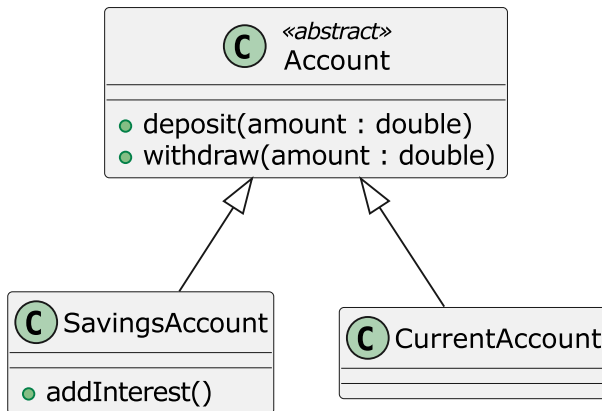 C
«abstract»
Account
deposit(amount : double)
withdraw(amount : double)
C SavingsAccount
addInterest()
C CurrentAccount